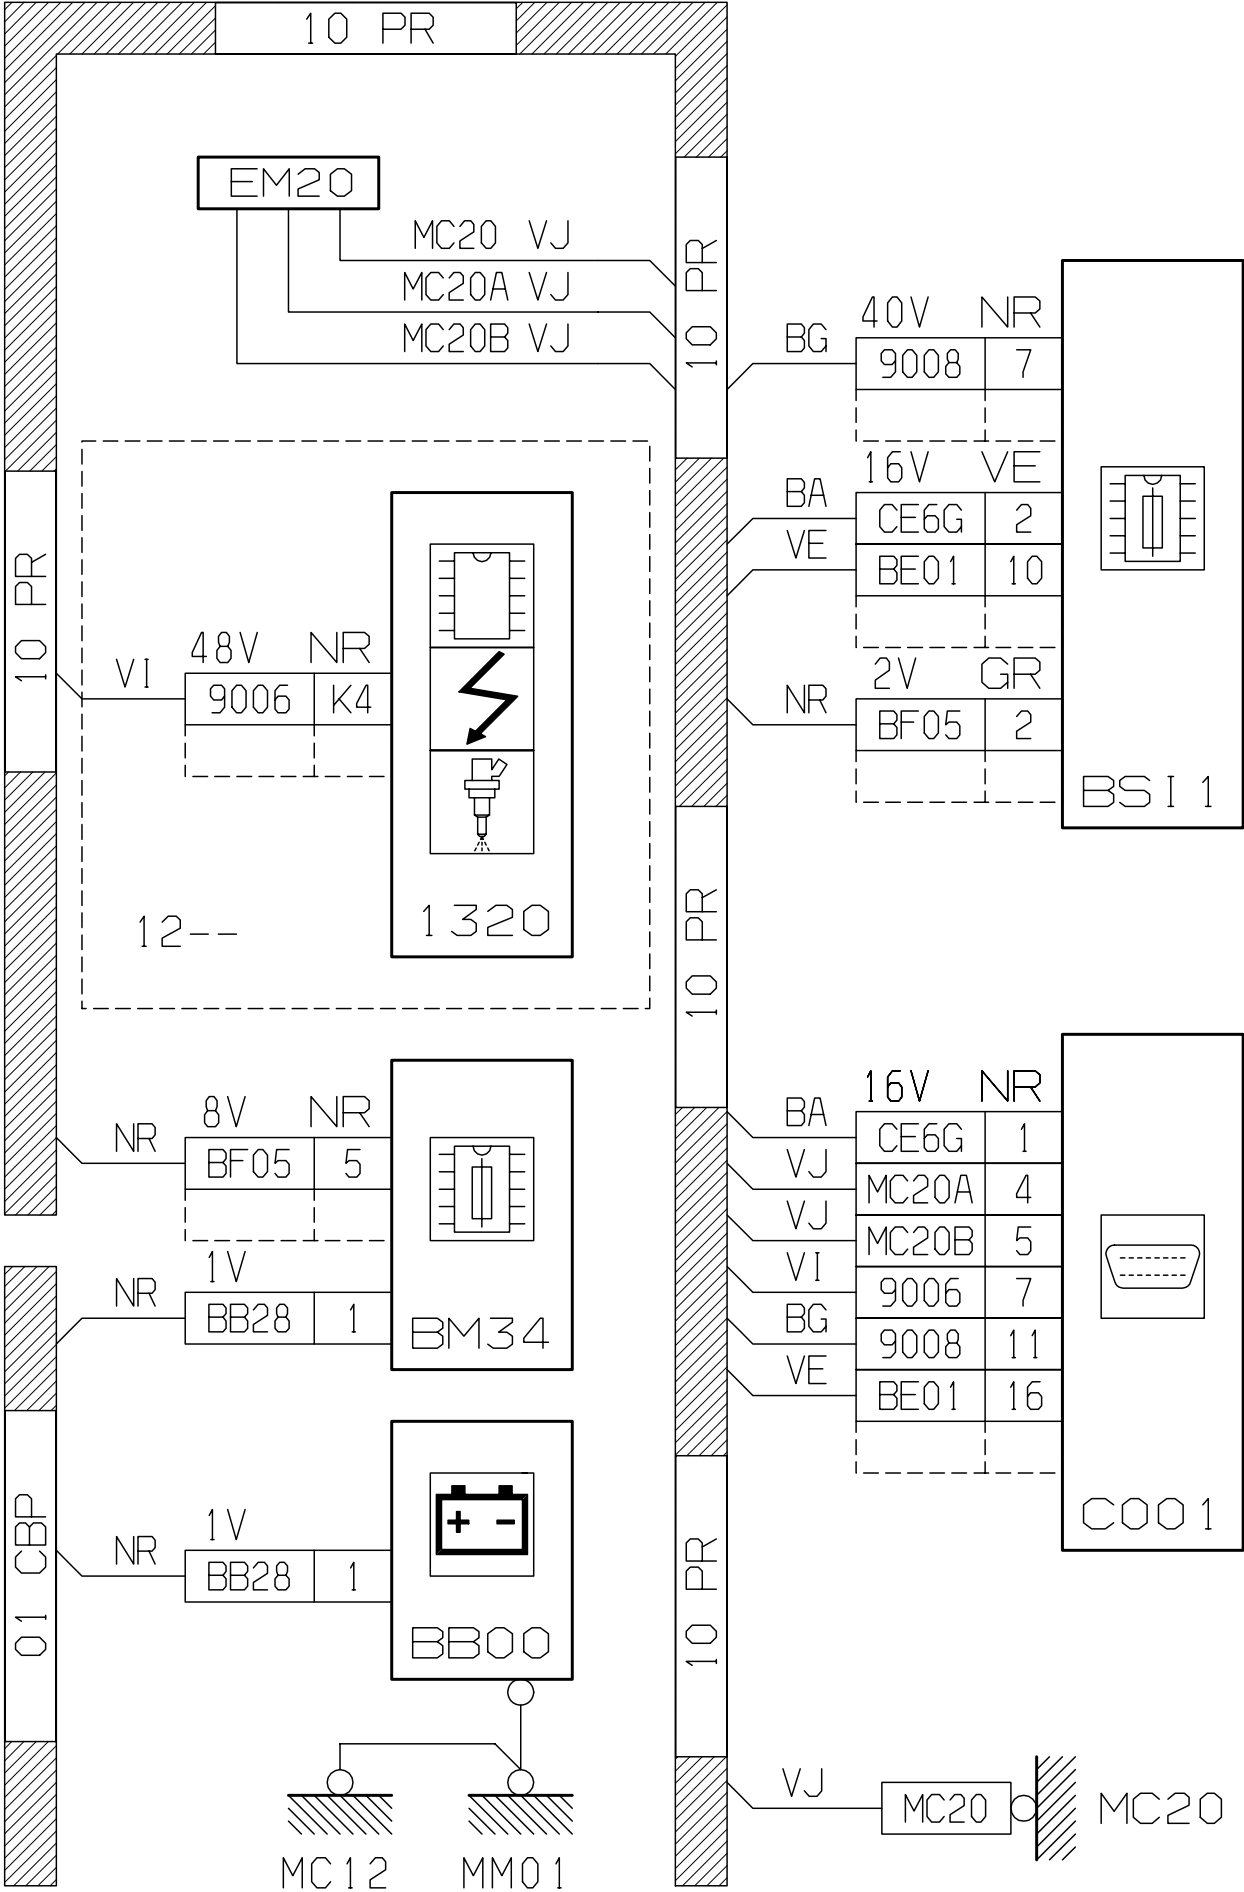 10 PR
EM20
MC20 VJ
MC20A VJ
MC20B VJ
10 PR
BG
40V NR
9008 7
16V VE
BA
CE6G 2
VE
BE01 10
2V GR
NR
BF05 2
BSI1
10 PR
VI
48V NR
9006 K4
1320
12--
10 PR
8V NR
NR
BF05 5
1V
NR
BB28 1
BM34
16V NR
BA
CE6G 1
VJ
MC20A 4
VJ
MC20B 5
VI
9006 7
BG
9008 11
VE
BE01 16
C001
01 CBP
1V
NR
BB28 1
BB00
10 PR
MC12
MM01
VJ
MC20
MC20